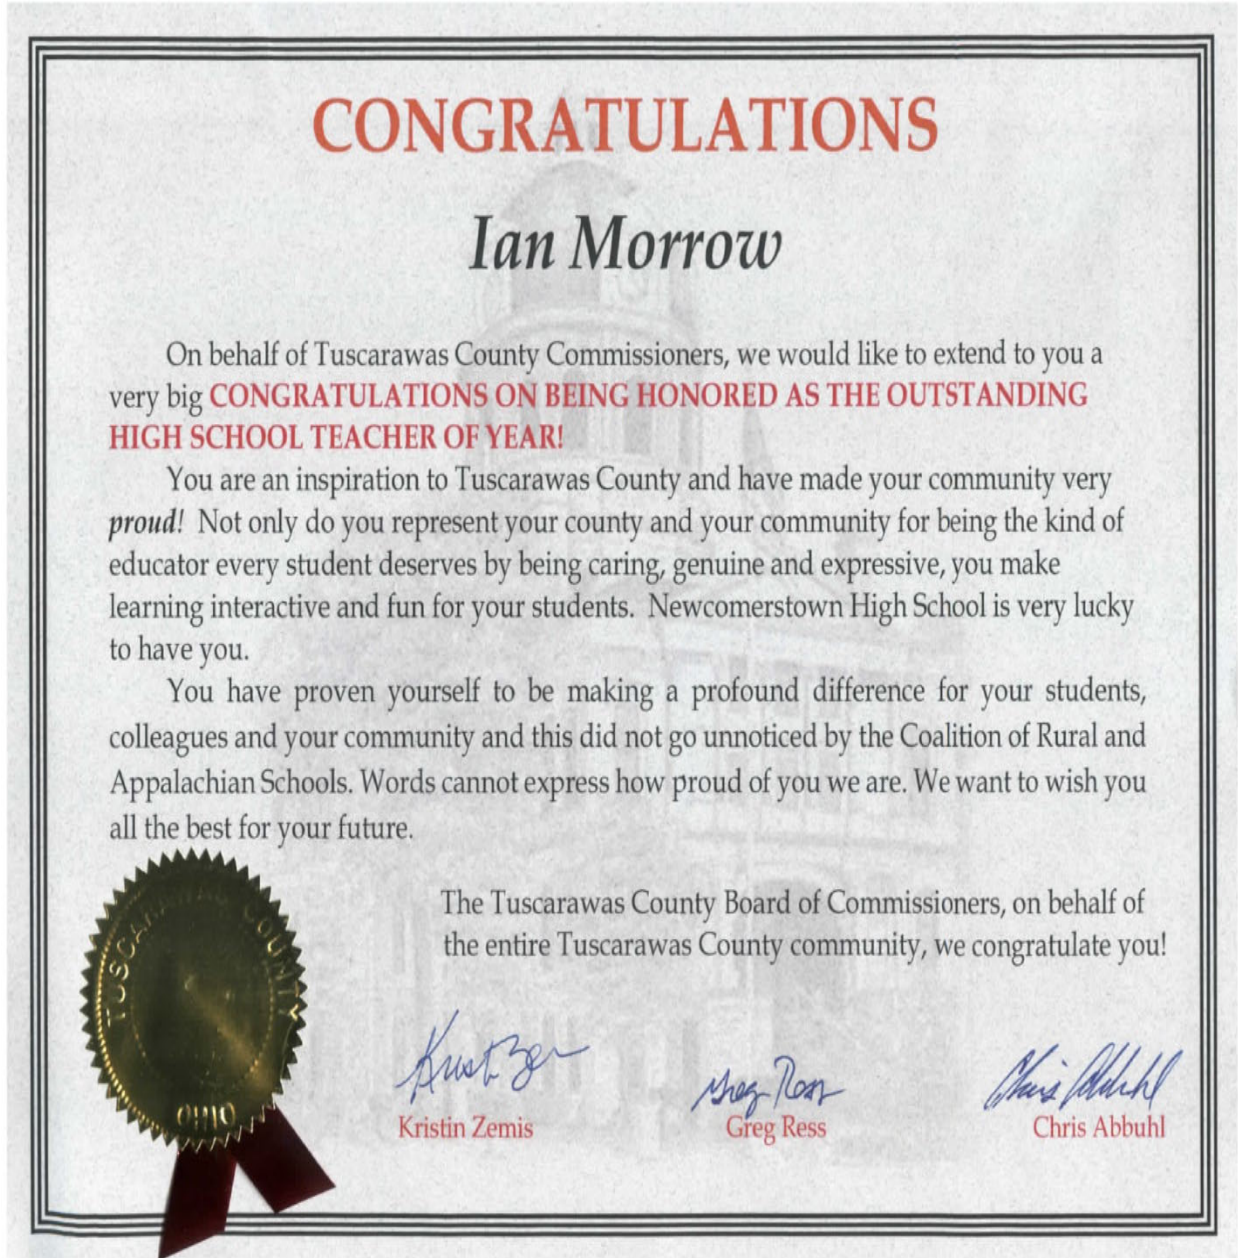 CONGRATULATIONS
Ian Morrow
On behalf of Tuscarawas County Commissioners, we would like to extend to you a
very big CONGRATULATIONS ON BEING HONORED AS THE OUTSTANDING
HIGH SCHOOL TEACHER OF YEAR!
You are an inspiration to Tuscarawas County and have made your community very
proud! Not only do you represent your county and your community for being the kind of
educator every student deserves by being caring, genuine and expressive, you make
learning interactive and fun for your students. Newcomerstown High School is very lucky
to have you.
You have proven yourself to be making a profound difference for your students,
colleagues and your community and this did not go unnoticed by the Coalition of Rural and
Appalachian Schools. Words cannot express how proud of you we are. We want to wish you
all the best for your future.
The Tuscarawas County Board of Commissioners, on behalf of
the entire Tuscarawas County community, we congratulate you!
TUSCARAWAS COUNTY
OHIO
Greg Ress
Kristin Zemis
Greg Ress
Chris Abbuhl